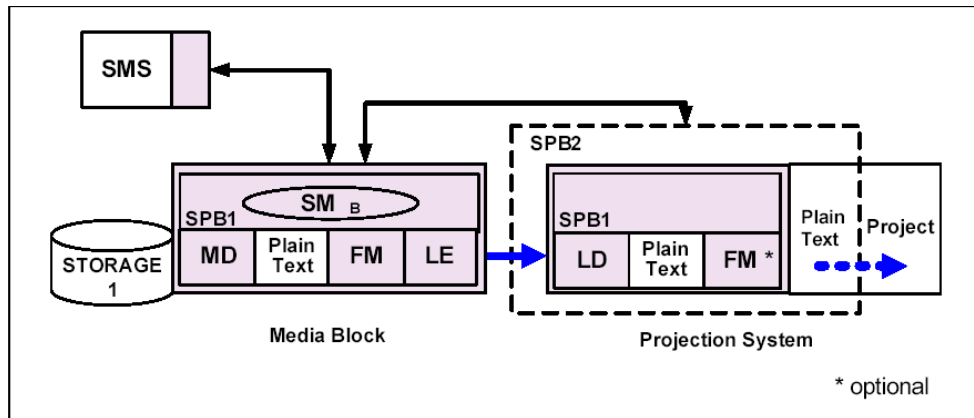 SMS
SPB2
SM B
SPB1
MD
Plain
Text
FM
LE
STORAGE
1
SPB1
LD
Plain
Text
FM *
Plain
Text
Project
Media Block
Projection System
* optional